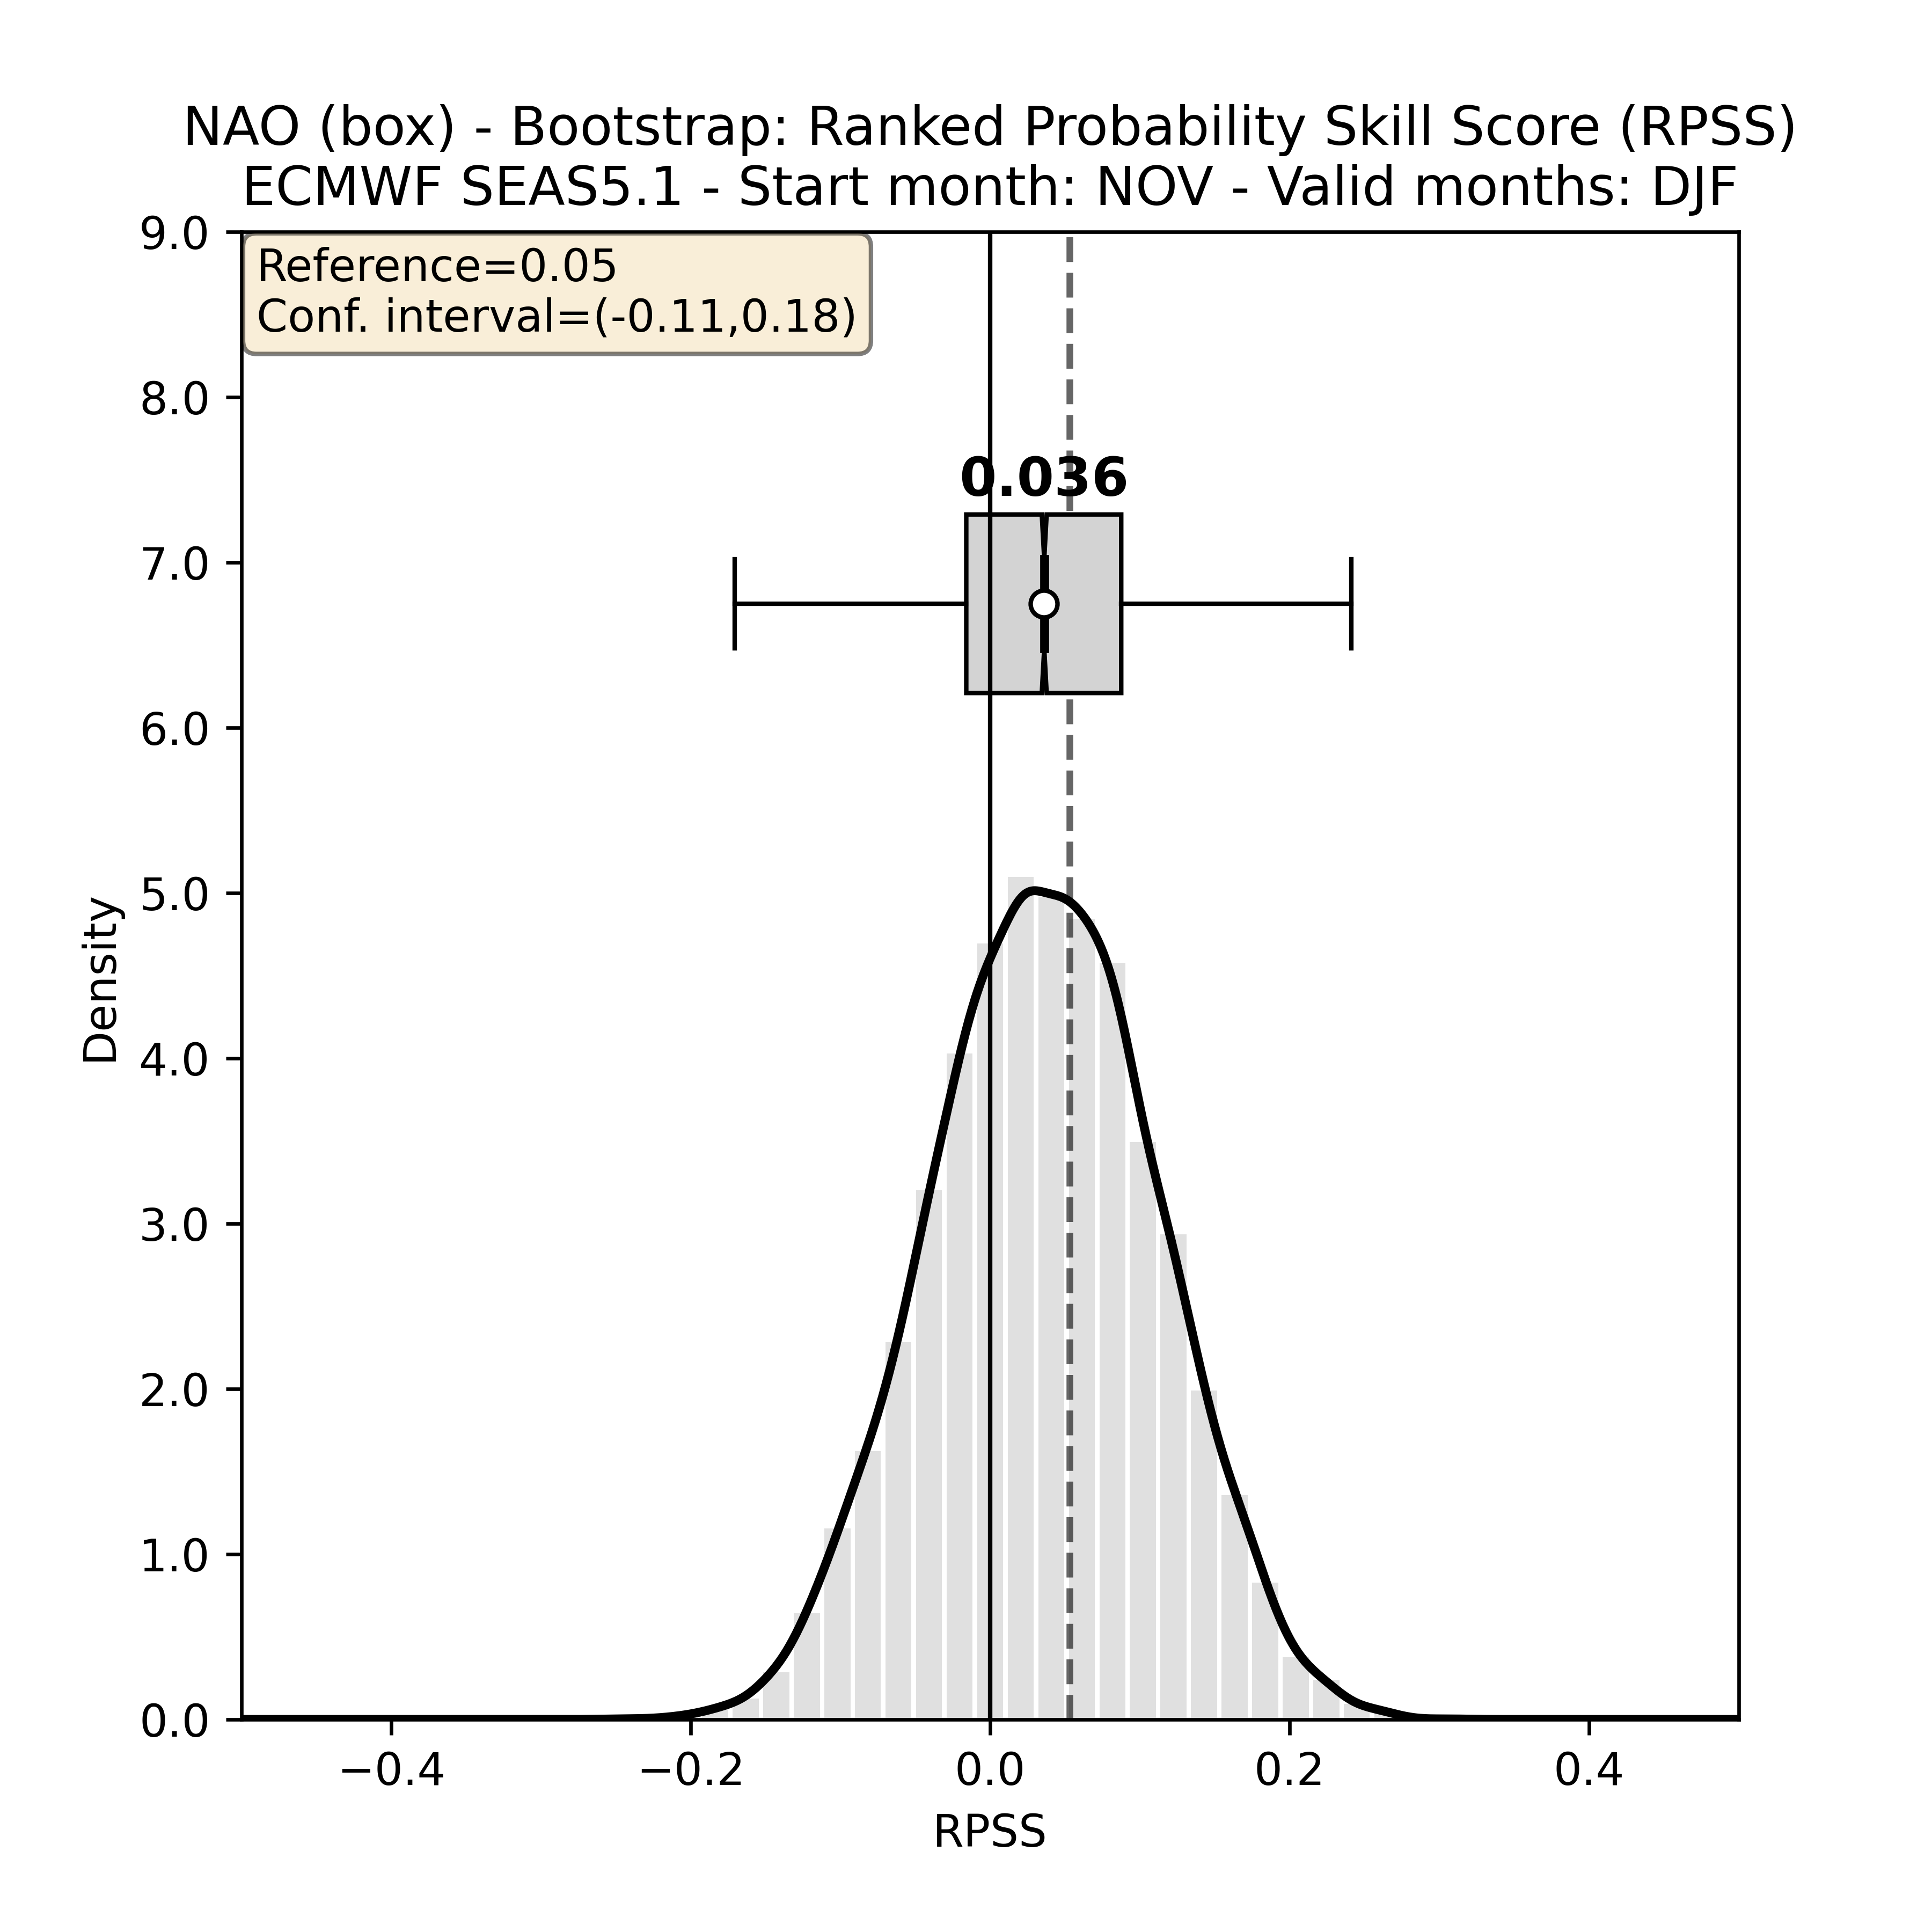 NAO (box) - Bootstrap: Ranked Probability Skill Score (RPSS)
ECMWF SEAS5.1 - Start month: NOV - Valid months: DJF
Reference=0.05
Conf. interval=(-0.11,0.18)
9.0
8.0
7.0
6.0
5.0
4.0
3.0
2.0
1.0
0.0
Density
0.036
−0.4
−0.2
0.0
0.2
0.4
RPSS